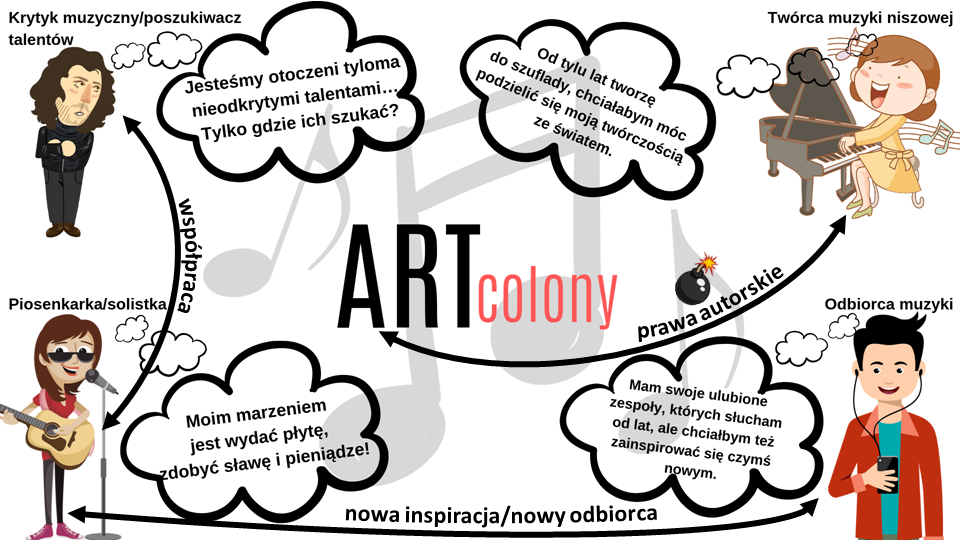 Krytyk muzyczny/poszukiwacz
talentów
Jesteśmy otoczeni tyloma
nieodkrytymi talentami...
Tylko gdzie ich szukać?
Od tylu lat tworzę
do szuflady, chciałabym móc
podzielić się moją twórczością
ze światem.
Twórca muzyki niszowej
współpraca
ARTcolony
prawa autorskie
Piosenkarka/solistka
Moim marzeniem
jest wydać płytę,
zdobyć sławę i pieniądze!
Odbiorca muzyki
Mam swoje ulubione
zespoły, których słucham
od lat, ale chciałbym też
zainspirować się czymś
nowym.
nowa inspiracja/nowy odbiorca